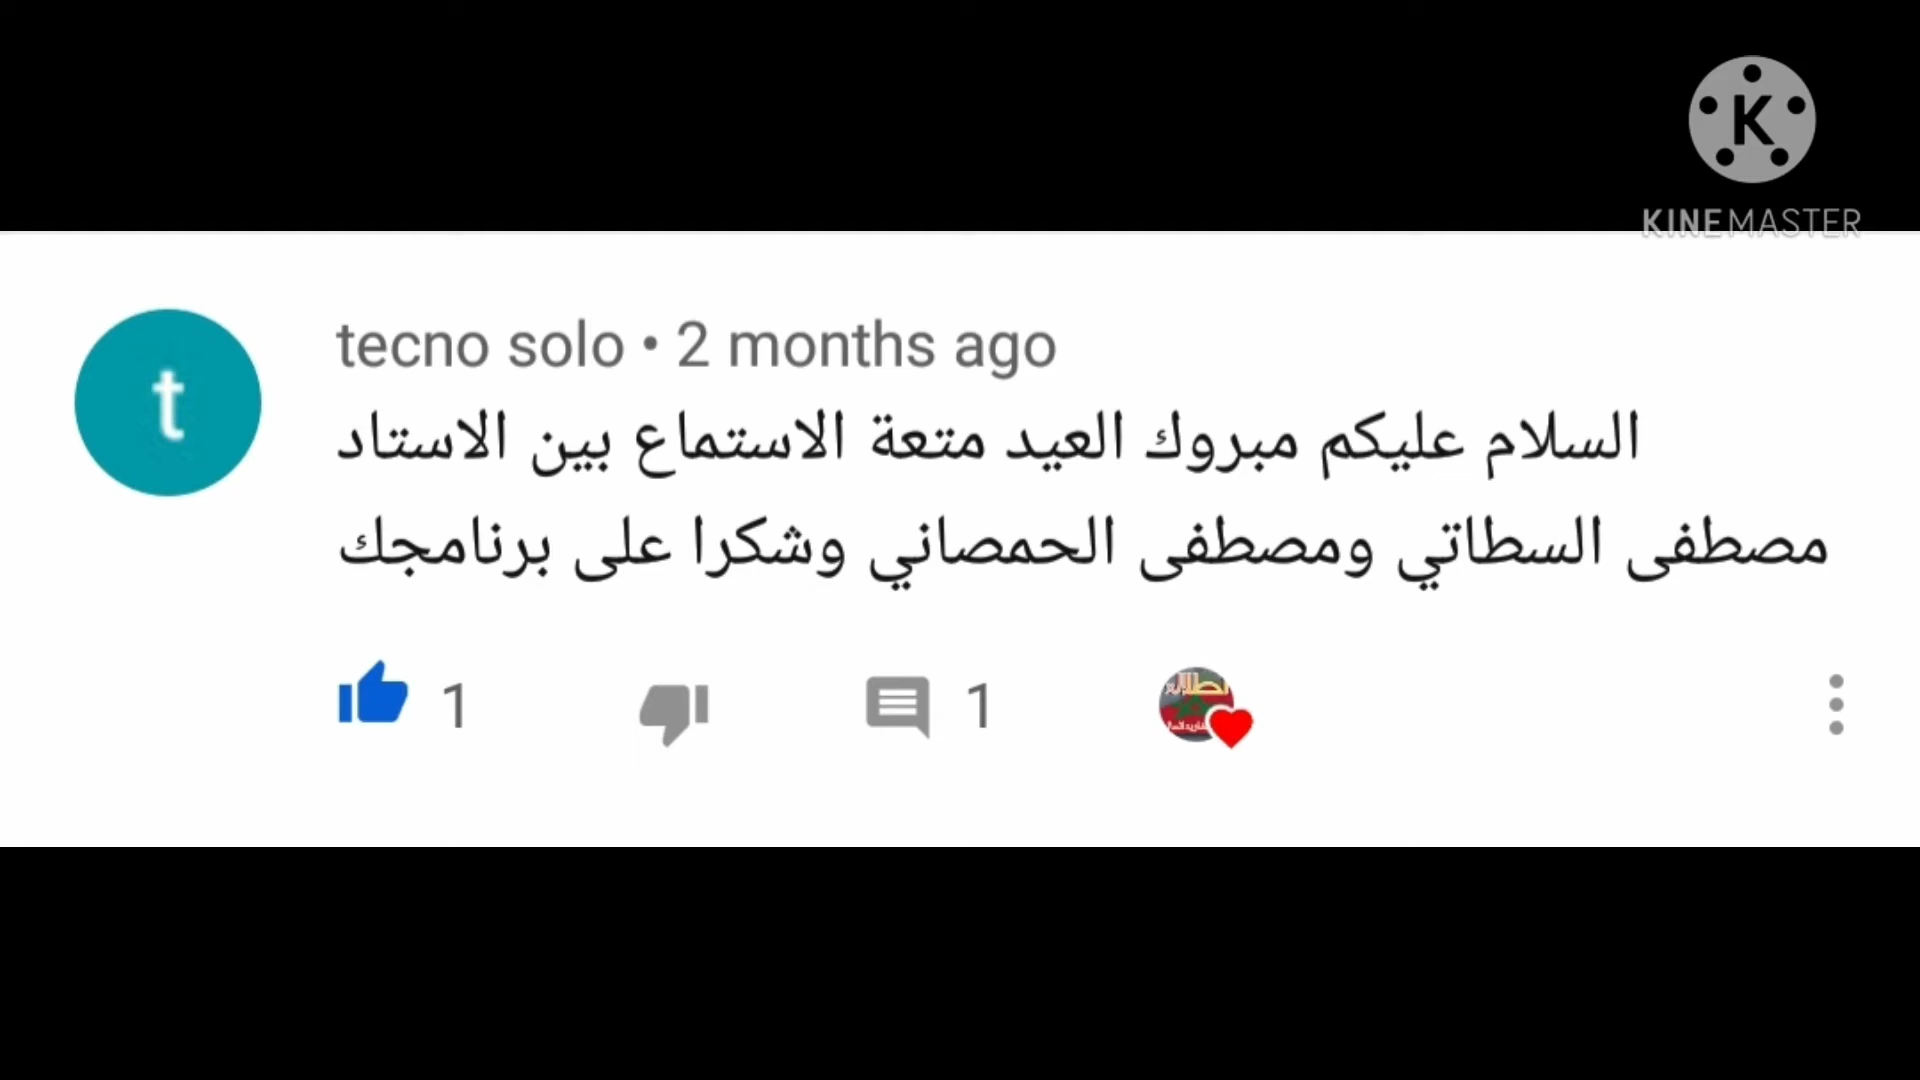 K
KINEMASTER
t
tecno solo • 2 months ago
السلام عليكم مبروك العيد متعة الاستماع بين الاستاد
مصطفى السطاتي ومصطفى الحمصاني وشكرا على برنامجك
1
1